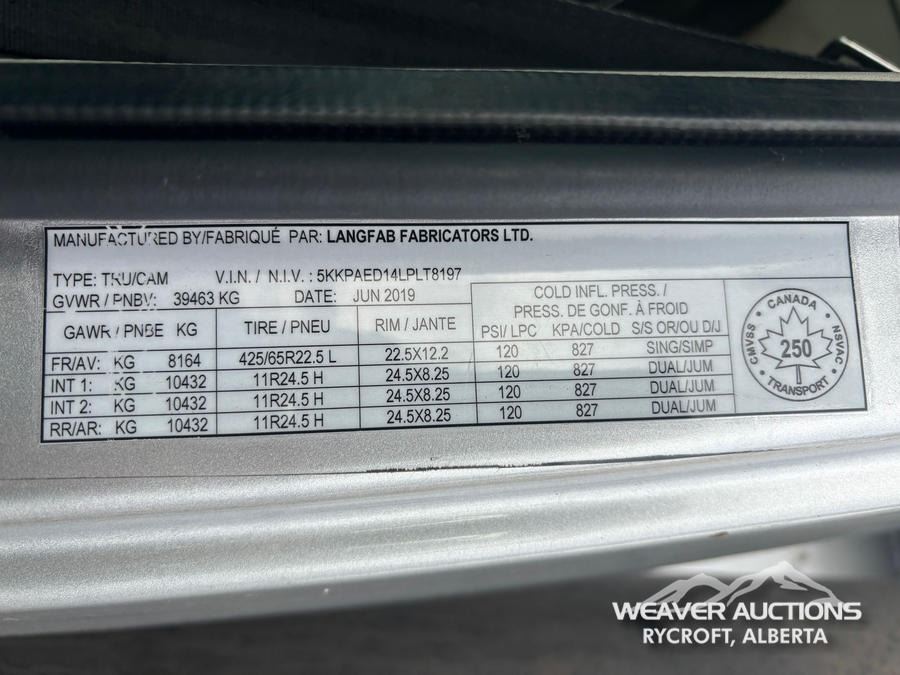 MANUFACTURED BY/FABRIQUÉ PAR: LANGFAB FABRICATORS LTD.
TYPE: TRU/CAM V.I.N. / N.I.V. : 5KKPAED14LPLT8197
GVWR / PNBV: 39463 KG DATE: JUN 2019
GAWR / PNBE KG TIRE / PNEU RIM / JANTE COLD INFL. PRESS. /
PRESS. DE GONF. À FROID
PSI/ LPC KPA/COLD S/S OR/OU D/J
FR/AV: KG 8164 425/65R22.5 L 22.5X12.2 120 827 SING/SIMP
INT 1: KG 10432 11R24.5 H 24.5X8.25 120 827 DUAL/JUM
INT 2: KG 10432 11R24.5 H 24.5X8.25 120 827 DUAL/JUM
RR/AR: KG 10432 11R24.5 H 24.5X8.25 120 827 DUAL/JUM
CANADA
CMVSS 250 NSVAC
TRANSPORT
WEAVER AUCTIONS
RYCROFT, ALBERTA